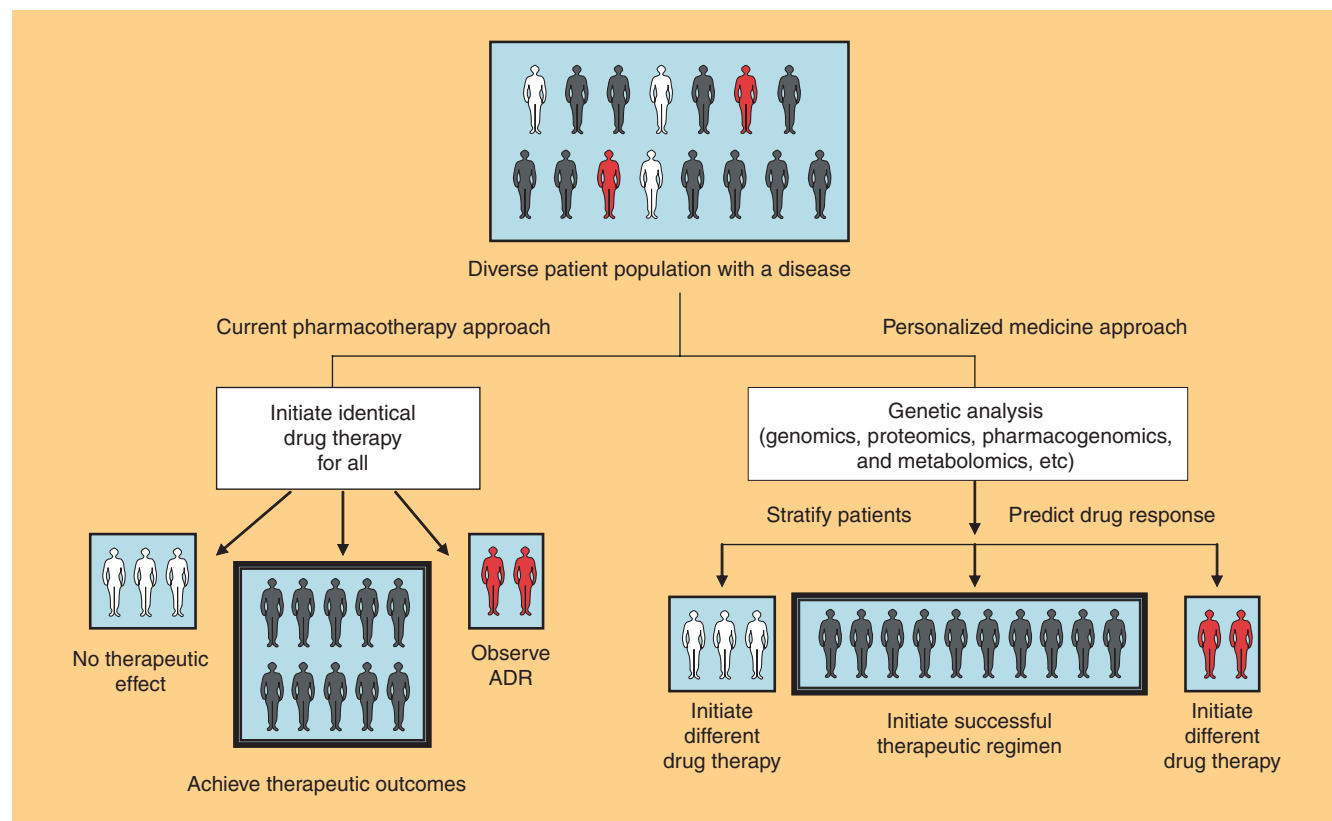 Diverse patient population with a disease
Current pharmacotherapy approach
Personalized medicine approach
Initiate identical
drug therapy
for all
Genetic analysis
(genomics, proteomics, pharmacogenomics,
and metabolomics, etc)
Stratify patients
Predict drug response
No therapeutic
effect
Achieve therapeutic outcomes
Observe
ADR
Initiate
different
drug therapy
Initiate successful
therapeutic regimen
Initiate
different
drug therapy